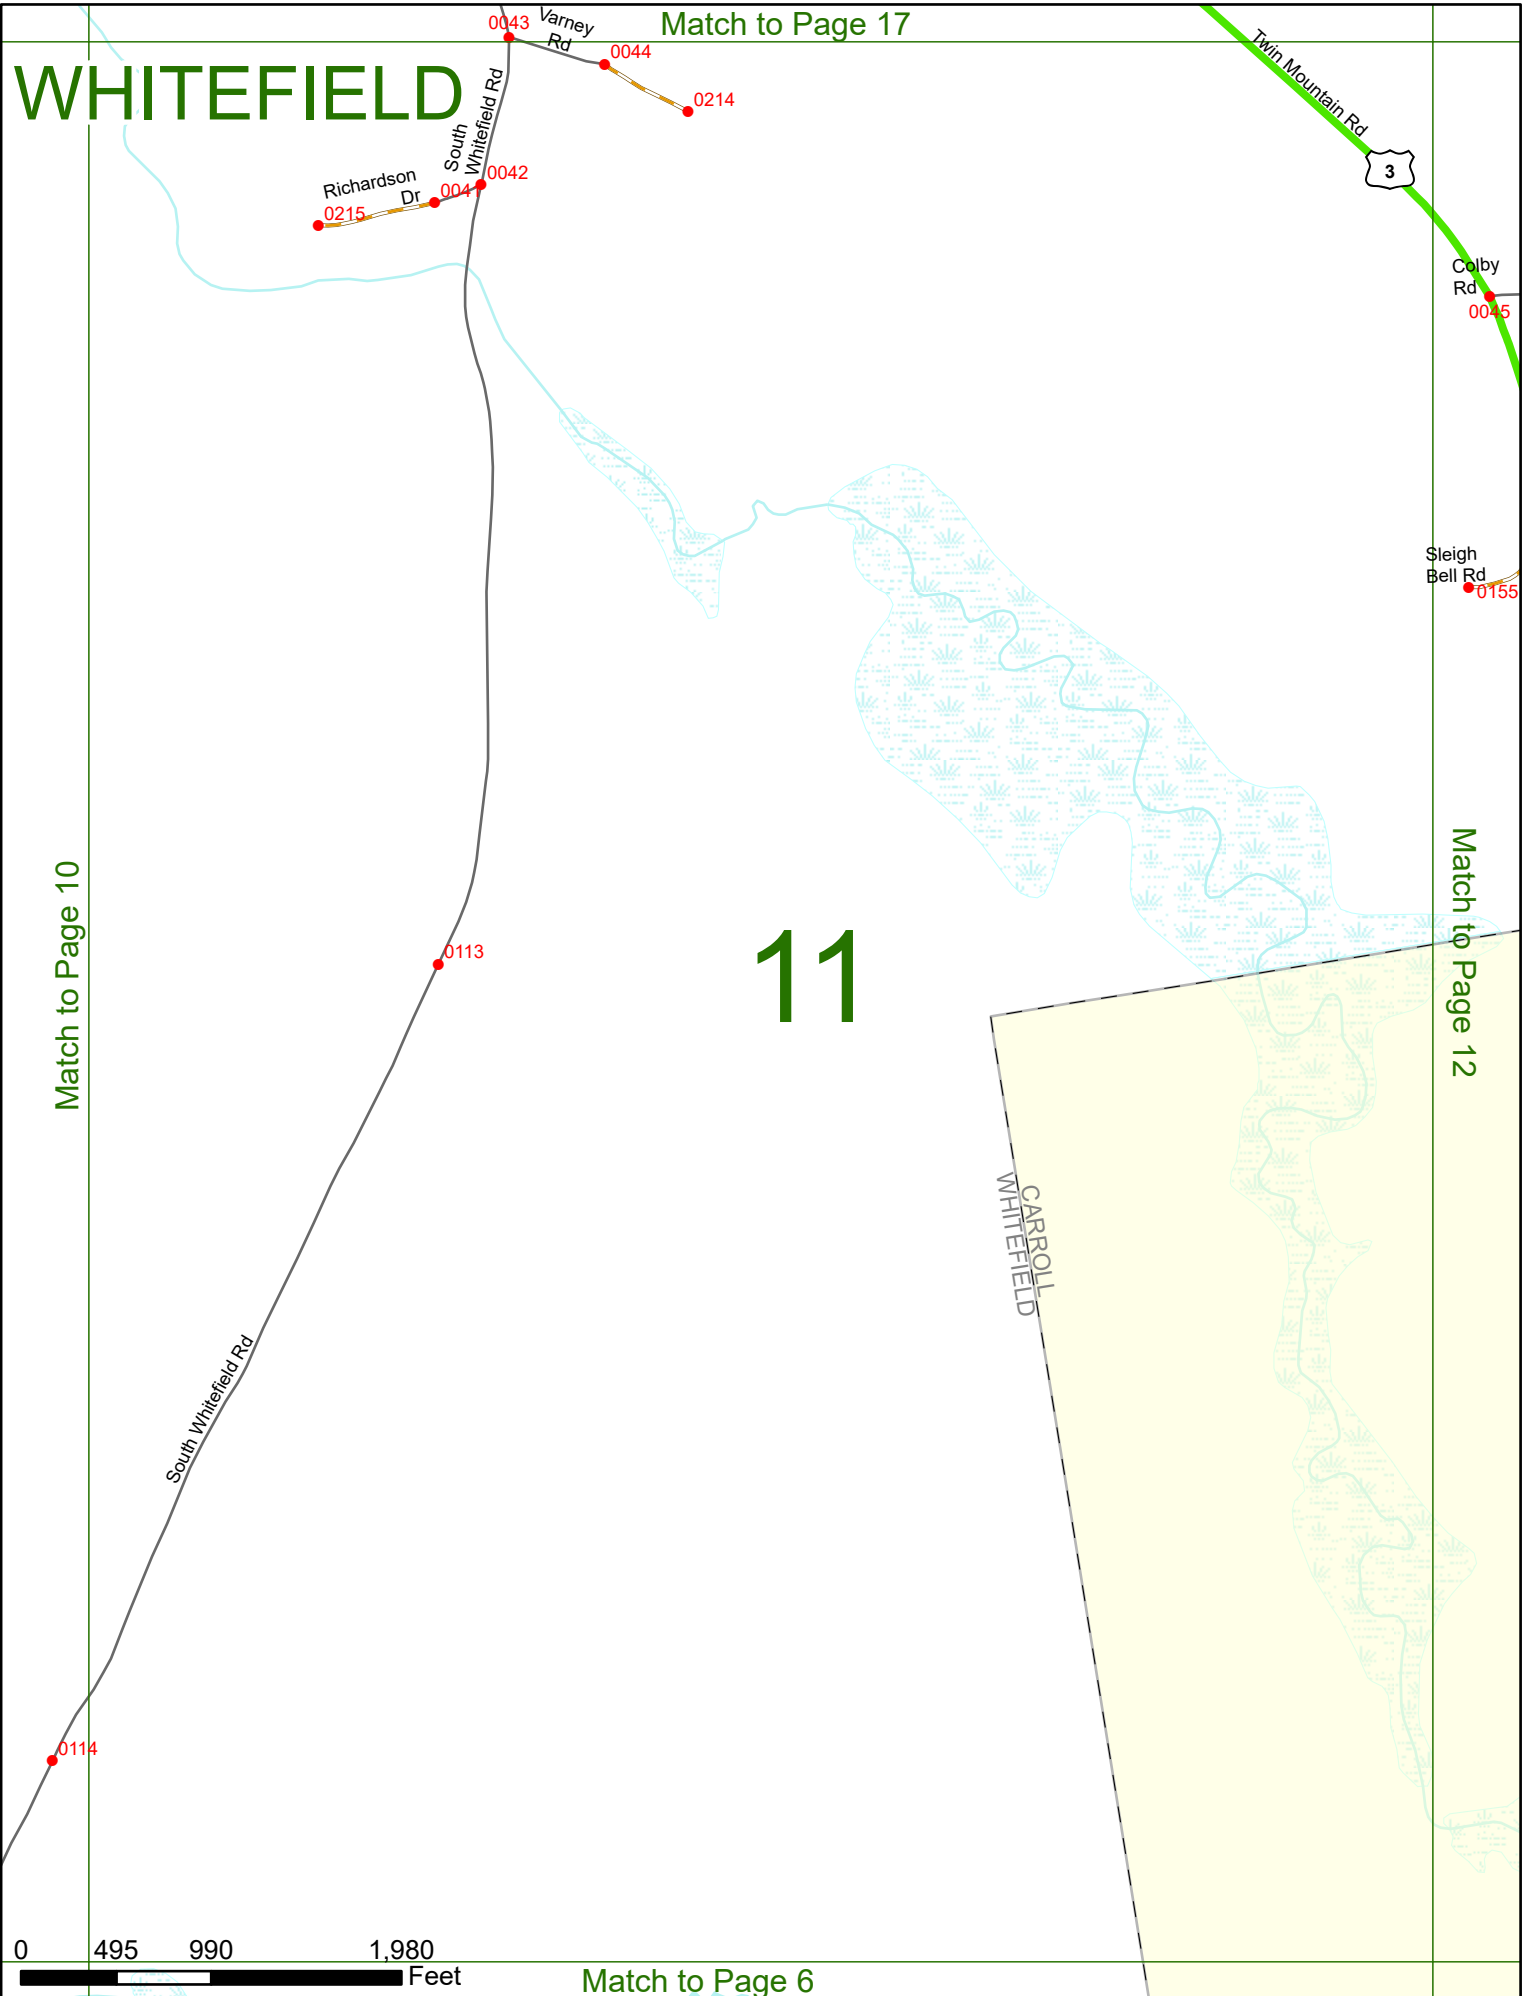 Match to Page 17
WHITEFIELD
0043
Varney
Rd
0044
0214
South
Whitefield Rd
0042
Richardson
Dr
0041
0215
Twin Mountain Rd
3
Colby
Rd
0045
Sleigh
Bell Rd
0155
Match to Page 10
Match to Page 12
11
0113
CARROLL
WHITEFIELD
South Whitefield Rd
0114
0 495 990 1,980
Feet
Match to Page 6